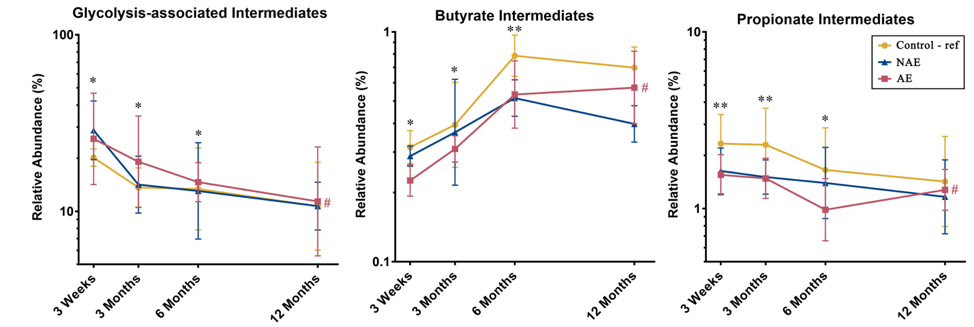 Glycolysis-associated Intermediates
Relative Abundance (%)
100
10
*
*
*
#
3 Weeks
3 Months
6 Months
12 Months
Butyrate Intermediates
Relative Abundance (%)
1
0.1
*
*
**
#
3 Weeks
3 Months
6 Months
12 Months
Propionate Intermediates
Relative Abundance (%)
10
1
**
**
*
#
3 Weeks
3 Months
6 Months
12 Months
Control - ref
NAE
AE